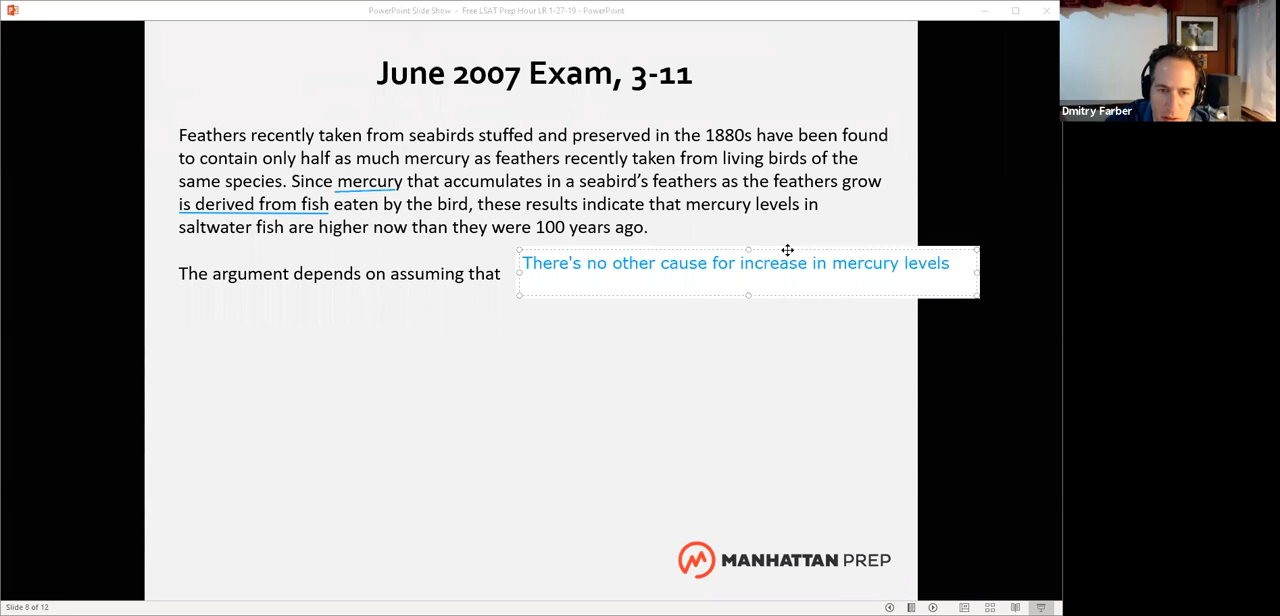 PowerPoint Slide Show - Free LSAT Prep Hour LR 1-27-19 - PowerPoint
June 2007 Exam, 3-11
Dmitry Farber
Feathers recently taken from seabirds stuffed and preserved in the 1880s have been found
to contain only half as much mercury as feathers recently taken from living birds of the
same species. Since mercury that accumulates in a seabird’s feathers as the feathers grow
is derived from fish eaten by the bird, these results indicate that mercury levels in
saltwater fish are higher now than they were 100 years ago.
The argument depends on assuming that
There's no other cause for increase in mercury levels
MANHATTAN PREP
Slide 8 of 12